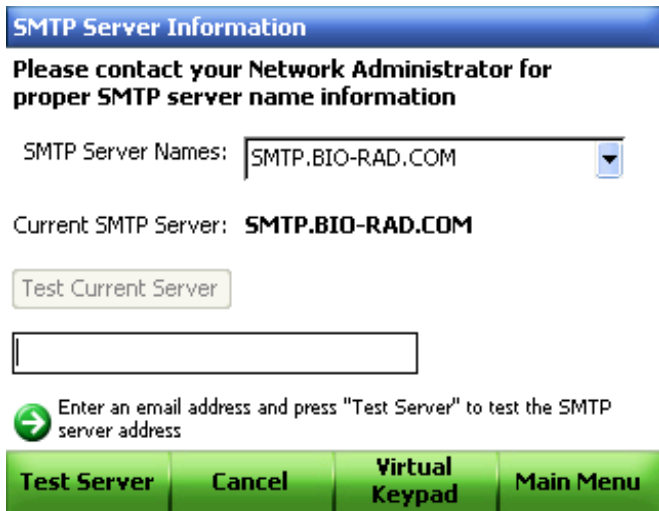 SMTP Server Information
Please contact your Network Administrator for
proper SMTP server name information
SMTP Server Names: SMTP.BIO-RAD.COM
Current SMTP Server: SMTP.BIO-RAD.COM
Test Current Server
Enter an email address and press "Test Server" to test the SMTP
server address
Test Server Cancel Virtual Keypad Main Menu